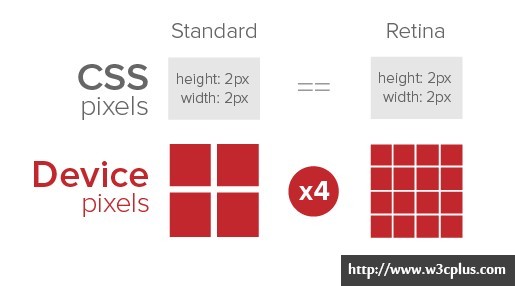 Standard
Retina
CSS
pixels
height: 2px
width: 2px
==
height: 2px
width: 2px
Device
pixels
x4
http://www.w3cplus.com